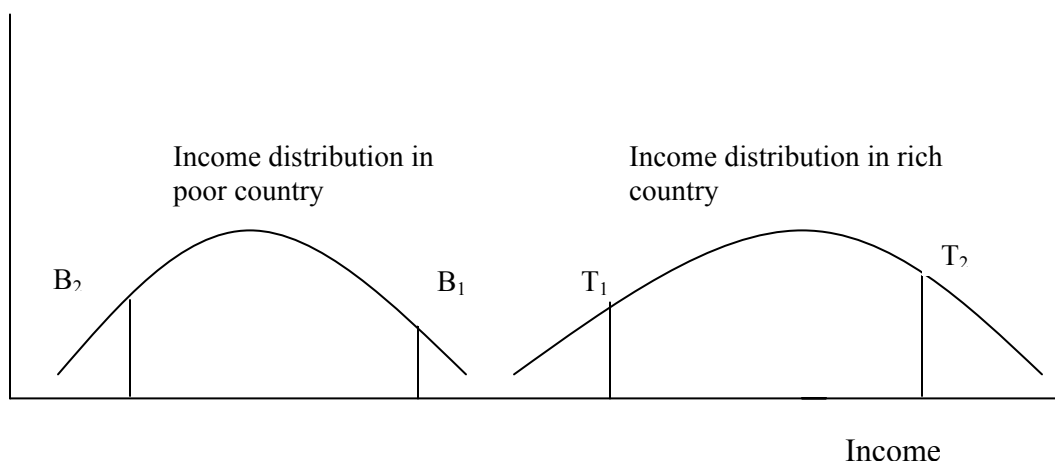 Income distribution in
poor country
Income distribution in rich
country
B₂
B₁
T₁
T₂
Income